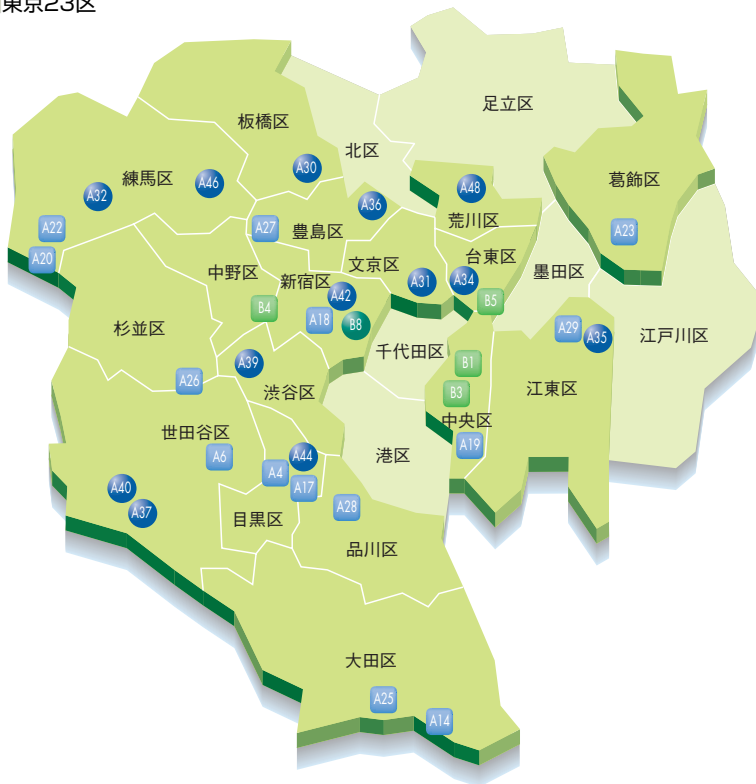 東京23区
足立区
板橋区
北区
練馬区
A46
A30
A32
A36
A48
葛飾区
荒川区
A22
A27
豊島区
A23
A20
文京区
台東区
中野区
新宿区
A31
A34
墨田区
A42
B5
B4
A18
B8
杉並区
A29
A35
江戸川区
千代田区
A39
B1
A26
渋谷区
B3
江東区
中央区
世田谷区
A19
A6
A44
港区
A4
A17
A40
A37
A28
目黒区
品川区
大田区
A25
A14